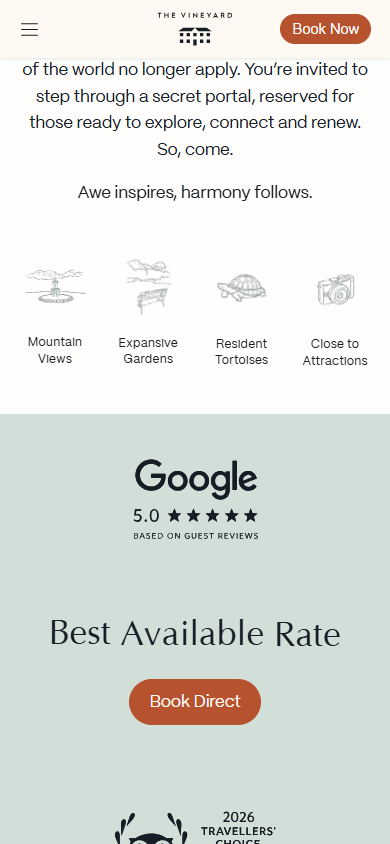 THE VINEYARD
Book Now
of the world no longer apply. You're invited to
step through a secret portal, reserved for
those ready to explore, connect and renew.
So, come.
Awe inspires, harmony follows.
Mountain
Views
Expansive
Gardens
Resident
Tortoises
Close to
Attractions
Google
5.0 ★★★★★
BASED ON GUEST REVIEWS
Best Available Rate
Book Direct
2026
TRAVELLERS'
CHOICE